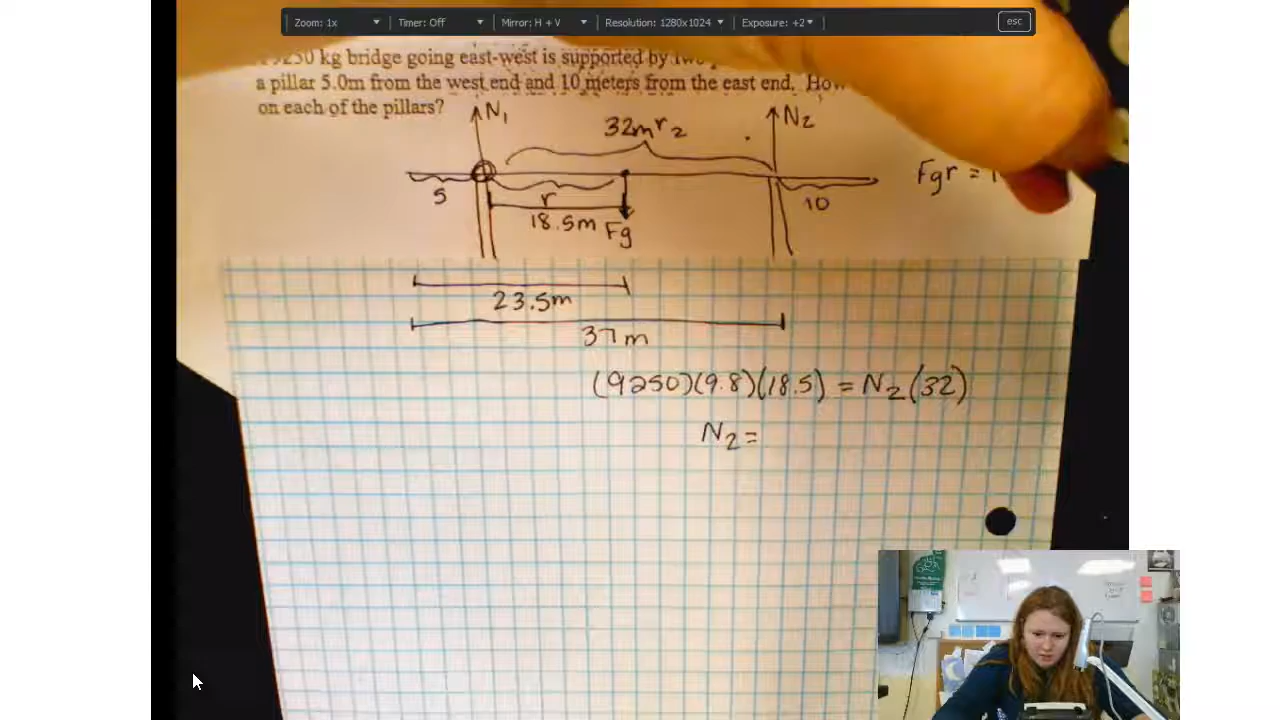 Zoom: 1x Timer: Off Mirror: H + V Resolution: 1280x1024 Exposure: +2 esc
9250 kg bridge going east-west is supported by two
a pillar 5.0m from the west end and 10 meters from the east end. How
on each of the pillars?
N₁ 32m r₂ N₂
5 r 10 Fgr =
18.5m Fg
23.5m
37m
(9250)(9.8)(18.5) = N₂(32)
N₂ =